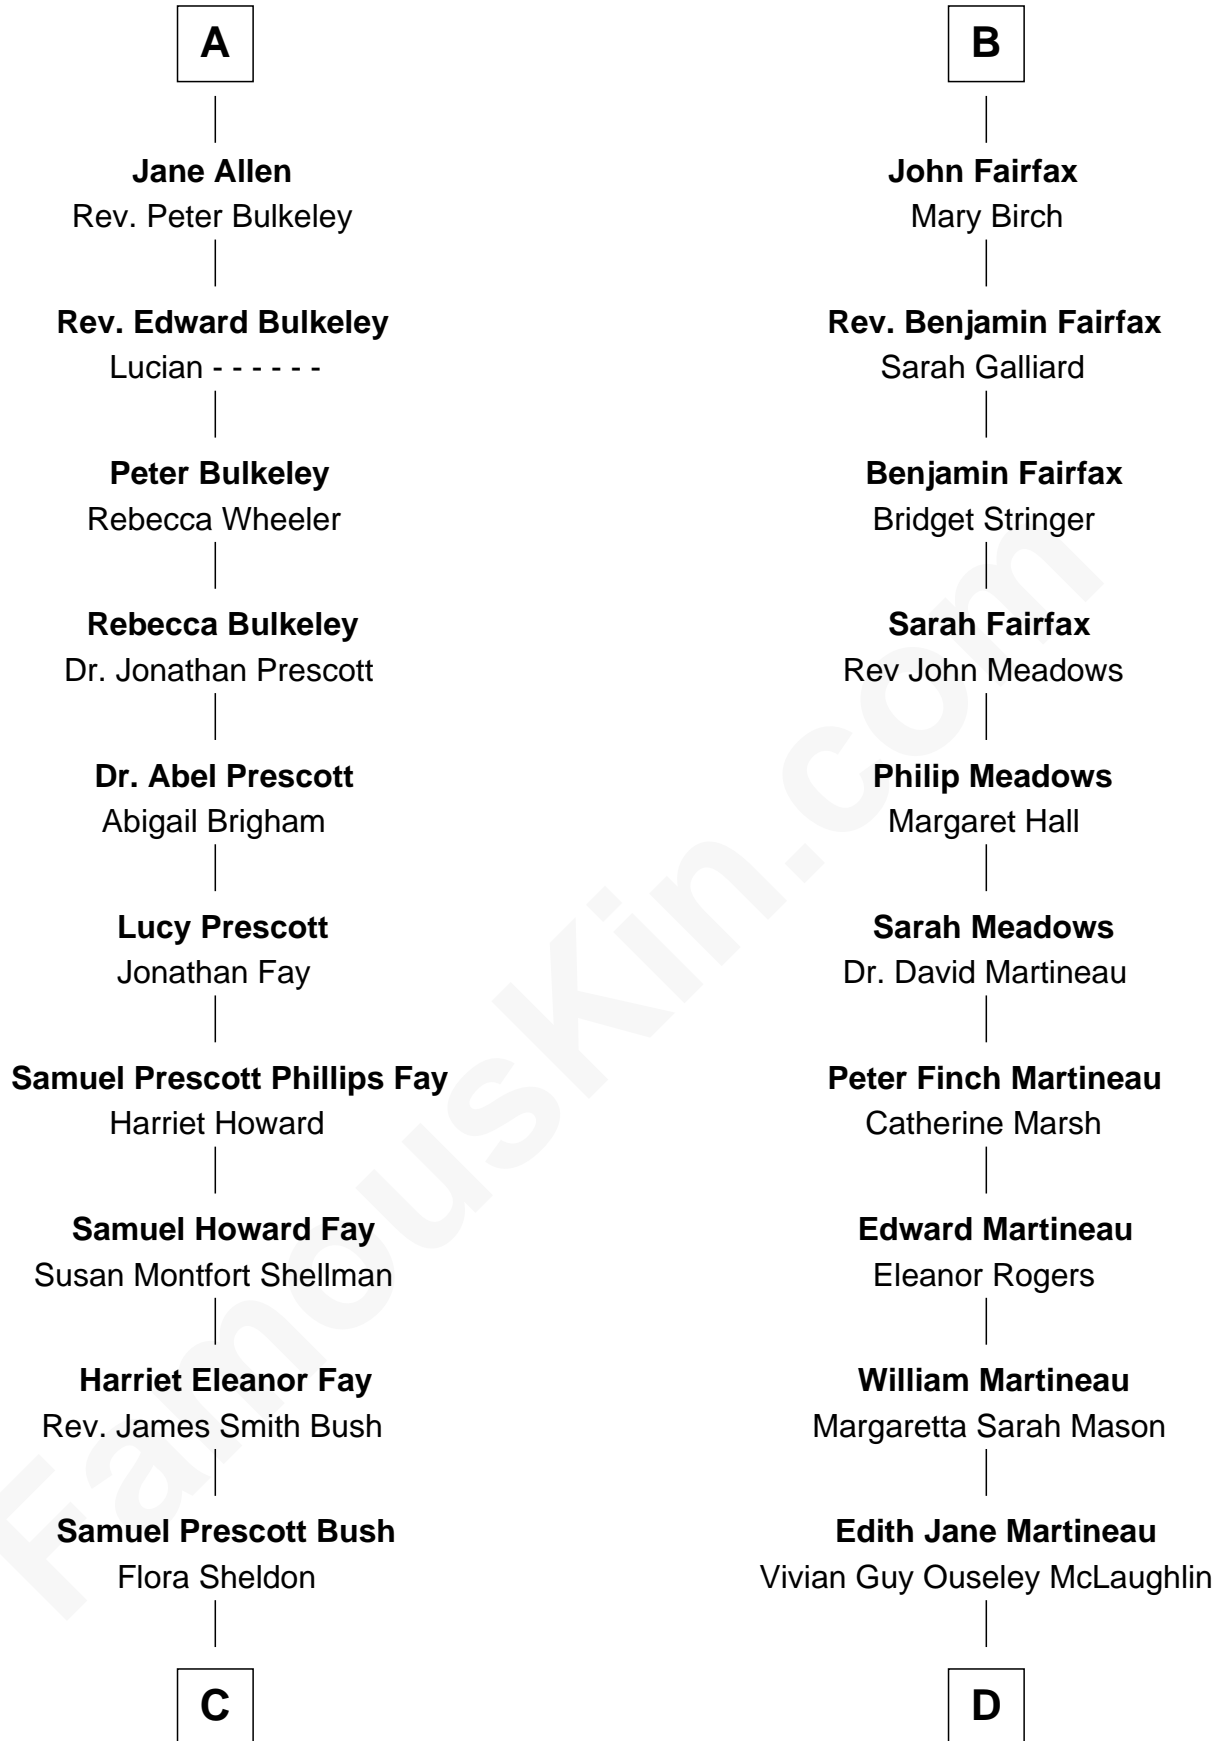 A
Jane Allen
Rev. Peter Bulkeley
Rev. Edward Bulkeley
Lucian - - - - - -
Peter Bulkeley
Rebecca Wheeler
Rebecca Bulkeley
Dr. Jonathan Prescott
Dr. Abel Prescott
Abigail Brigham
Lucy Prescott
Jonathan Fay
Samuel Prescott Phillips Fay
Harriet Howard
Samuel Howard Fay
Susan Montfort Shellman
Harriet Eleanor Fay
Rev. James Smith Bush
Samuel Prescott Bush
Flora Sheldon
C
B
John Fairfax
Mary Birch
Rev. Benjamin Fairfax
Sarah Galliard
Benjamin Fairfax
Bridget Stringer
Sarah Fairfax
Rev John Meadows
Philip Meadows
Margaret Hall
Sarah Meadows
Dr. David Martineau
Peter Finch Martineau
Catherine Marsh
Edward Martineau
Eleanor Rogers
William Martineau
Margaretta Sarah Mason
Edith Jane Martineau
Vivian Guy Ouseley McLaughlin
D
FamousKin.com